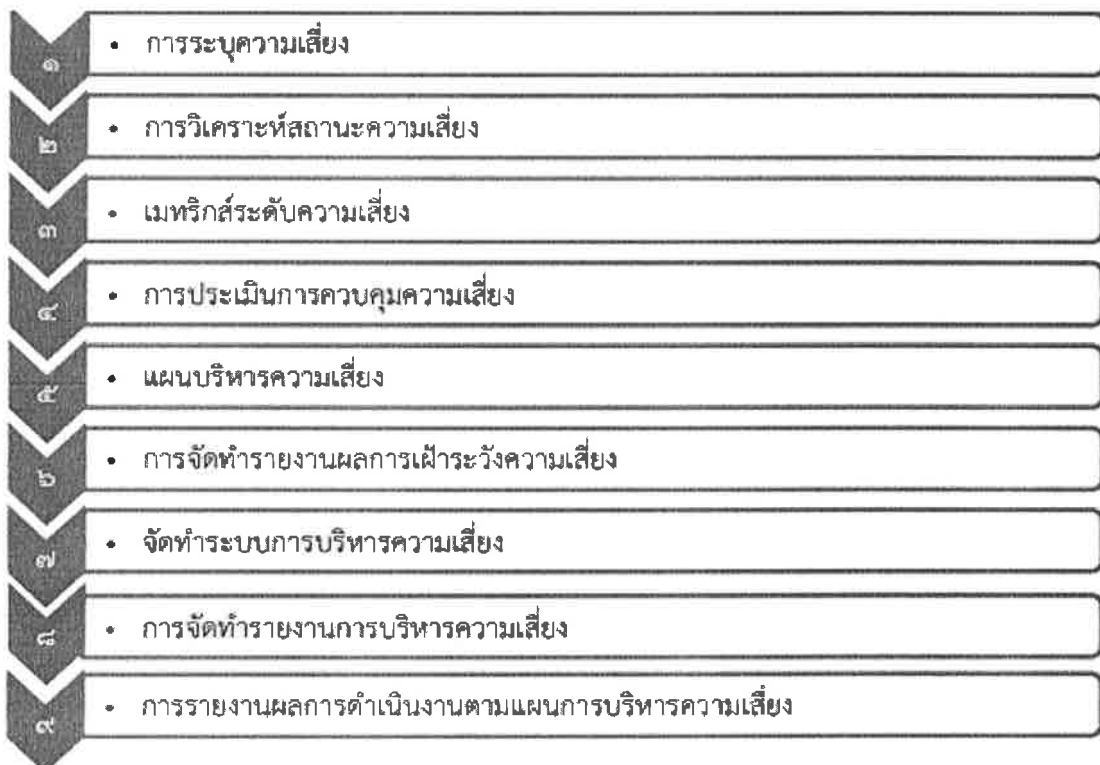 ๑
• การระบุความเสี่ยง
๒
• การวิเคราะห์สถานะความเสี่ยง
๓
• เมทริกส์ระดับความเสี่ยง
๔
• การประเมินการควบคุมความเสี่ยง
๕
• แผนบริหารความเสี่ยง
๖
• การจัดทำรายงานผลการเฝ้าระวังความเสี่ยง
๗
• จัดทำระบบการบริหารความเสี่ยง
๘
• การจัดทำรายงานการบริหารความเสี่ยง
๙
• การรายงานผลการดำเนินงานตามแผนการบริหารความเสี่ยง